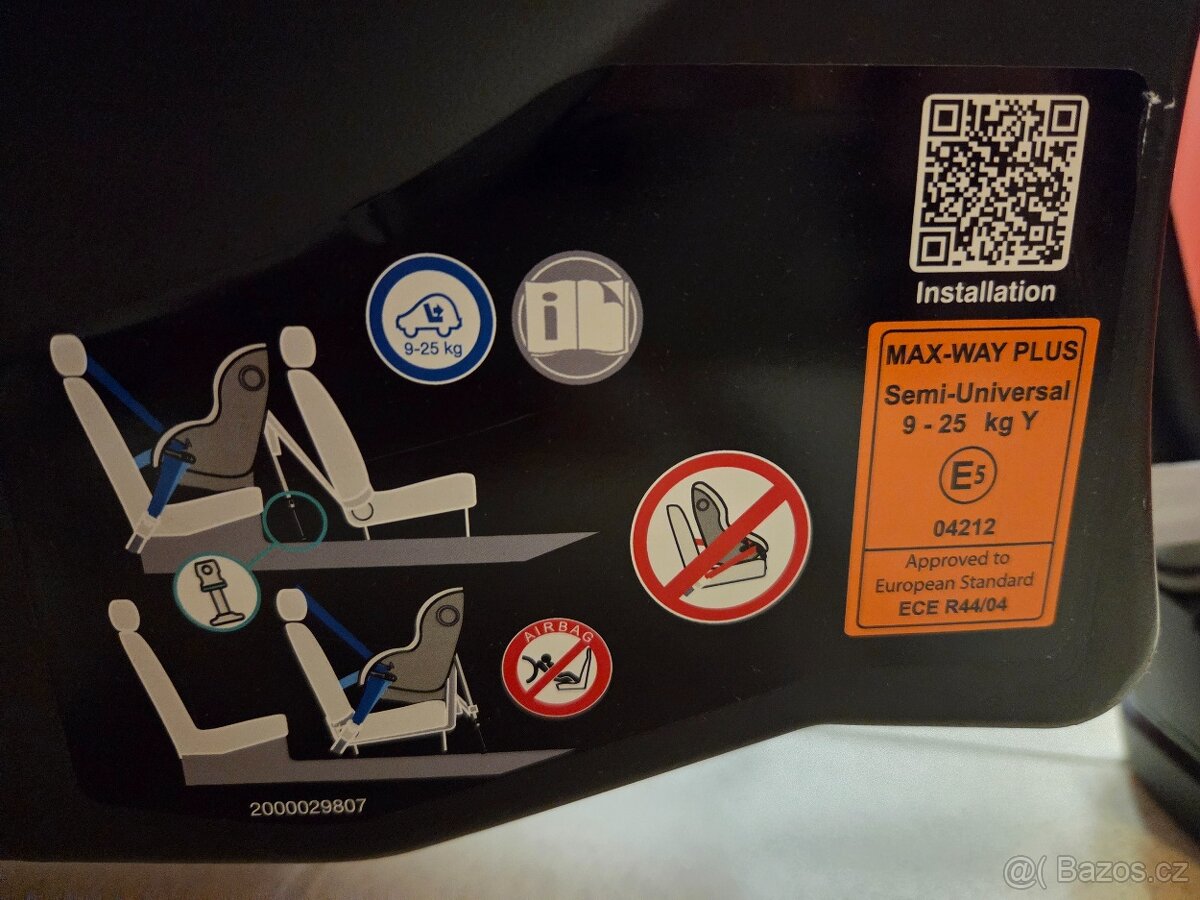 Installation
9-25 kg
i
MAX-WAY PLUS
Semi-Universal
9 - 25 kg Y
E5
04212
Approved to
European Standard
ECE R44/04
AIRBAG
2000029807
@( Bazos.cz